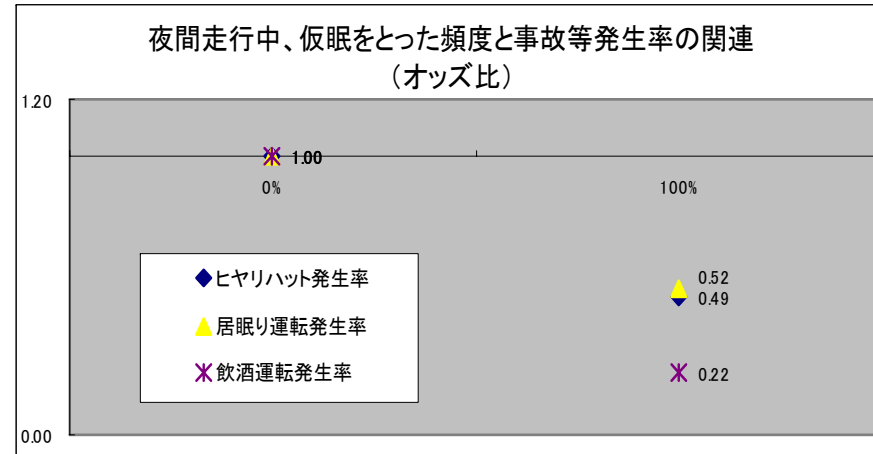 夜間走行中、仮眠をとった頻度と事故等発生率の関連
(オッズ比)
1.20
1.00
0%
100%
ヒヤリハット発生率
居眠り運転発生率
飲酒運転発生率
0.52
0.49
0.22
0.00